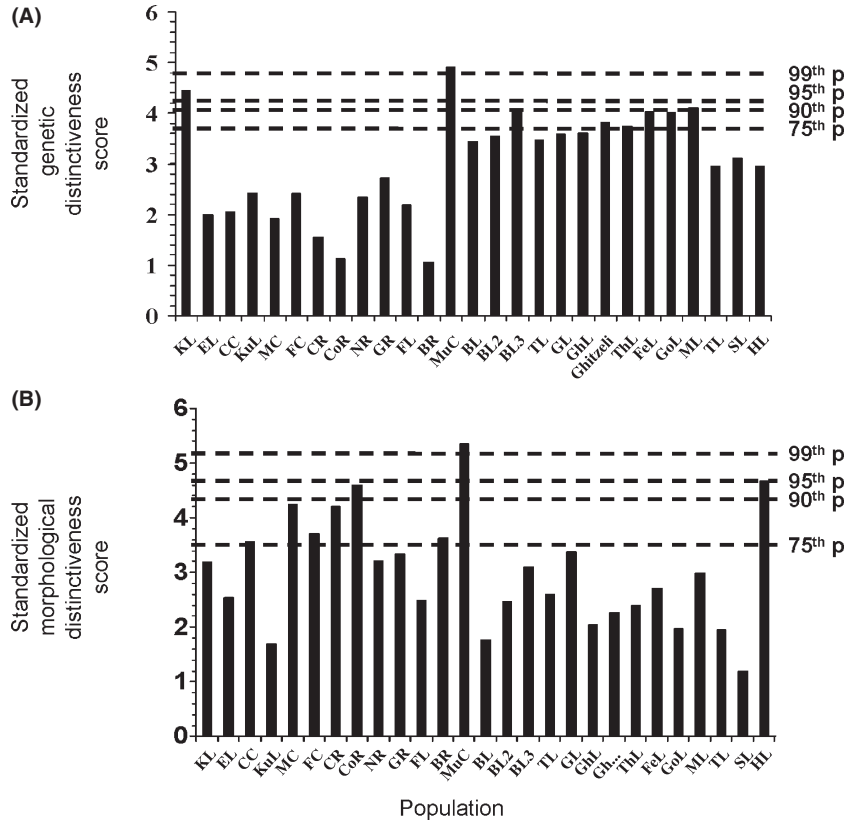 (A)
Standardized
genetic
distinctiveness
score
6
5
4
3
2
1
0
99th p
95th p
90th p
75th p
KL EL CC KuL MC FC CR CoR NR GR FL BR MuC BL BL2 BL3 TL GL GhL Ghitzeli ThL FeL GoL ML TL SL HL
(B)
Standardized
morphological
distinctiveness
score
6
5
4
3
2
1
0
99th p
95th p
90th p
75th p
KL EL CC KuL MC FC CR CoR NR GR FL BR MuC BL BL2 BL3 TL GL GhL Gh... ThL FeL GoL ML TL SL HL
Population